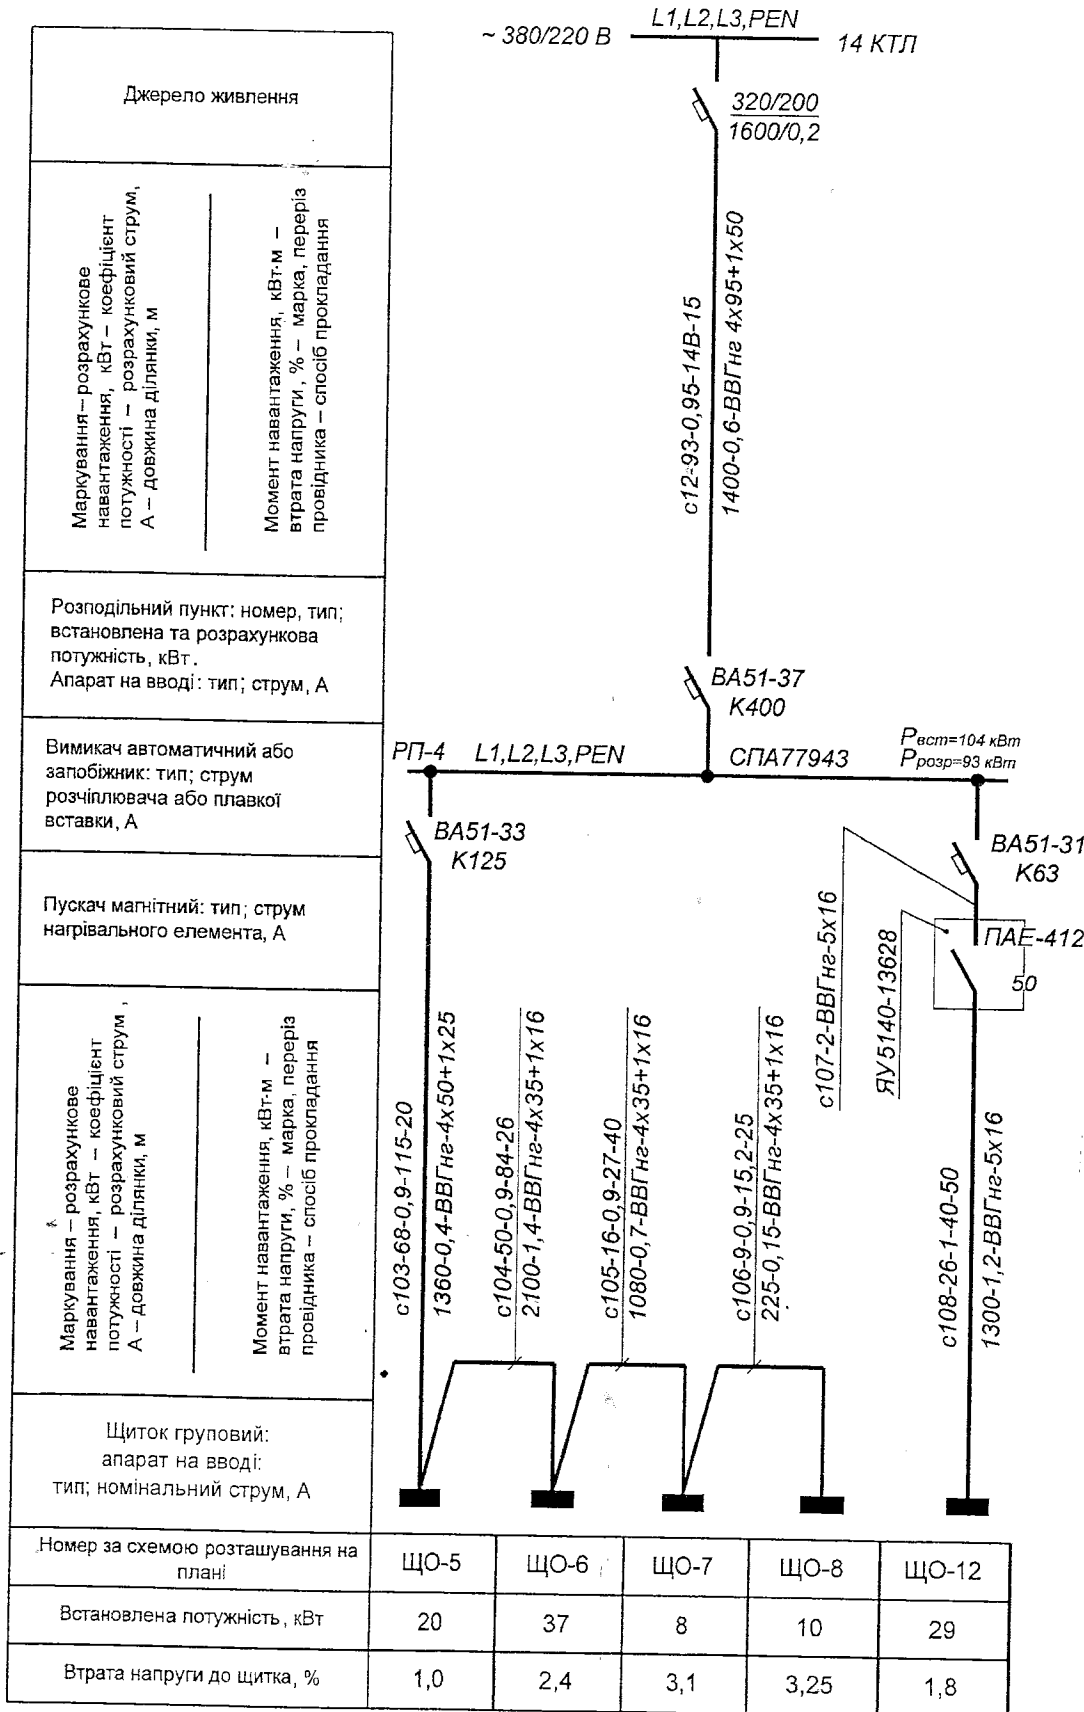 ~ 380/220 В
L1,L2,L3,PEN
14 КТЛ
Джерело живлення
320/200
1600/0,2
Маркування – розрахункове
навантаження, кВт – коефіцієнт
потужності – розрахунковий струм,
А – довжина ділянки, м
Момент навантаження, кВт·м –
втрата напруги, % – марка, переріз
провідника – спосіб прокладання
с12-93-0,95-14В-15
1400-0,6-ВВГнг 4х95+1х50
Розподільний пункт: номер, тип;
встановлена та розрахункова
потужність, кВт.
Апарат на вводі: тип; струм, А
ВА51-37
К400
Вимикач автоматичний або
запобіжник: тип; струм
розчіплювача або плавкої
вставки, А
РП-4
L1,L2,L3,PEN
СПА77943
Рвст=104 кВт
Ррозр=93 кВт
ВА51-33
К125
ВА51-31
К63
Пускач магнітний: тип; струм
нагрівального елемента, А
с107-2-ВВГнг-5х16
ЯУ5140-13628
ПАЕ-412
50
Маркування – розрахункове
навантаження, кВт – коефіцієнт
потужності – розрахунковий струм,
А – довжина ділянки, м
Момент навантаження, кВт·м –
втрата напруги, % – марка, переріз
провідника – спосіб прокладання
с103-68-0,9-115-20
1360-0,4-ВВГнг-4х50+1х25
с104-50-0,9-84-26
2100-1,4-ВВГнг-4х35+1х16
с105-16-0,9-27-40
1080-0,7-ВВГнг-4х35+1х16
с106-9-0,9-15,2-25
225-0,15-ВВГнг-4х35+1х16
с108-26-1-40-50
1300-1,2-ВВГнг-5х16
Щиток груповий:
апарат на вводі:
тип; номінальний струм, А
Номер за схемою розташування на
плані
ЩО-5
ЩО-6
ЩО-7
ЩО-8
ЩО-12
Встановлена потужність, кВт
20
37
8
10
29
Втрата напруги до щитка, %
1,0
2,4
3,1
3,25
1,8